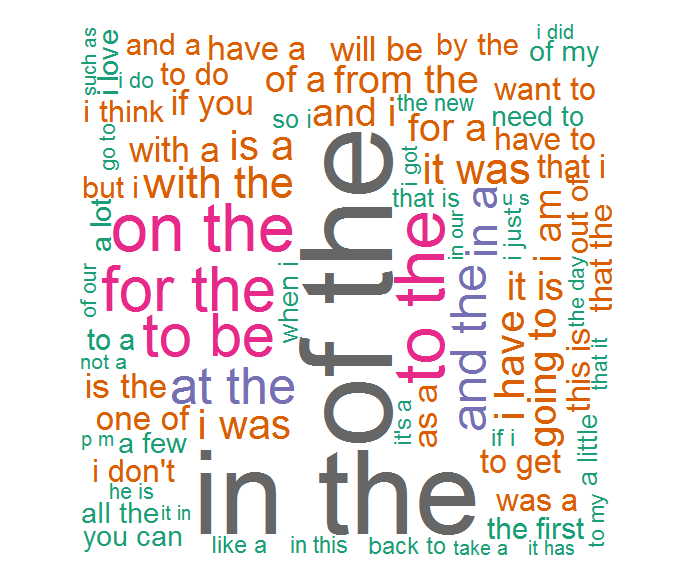 such as
i love
and a
have a
will be
by the
i did
of my
i do
to do
of a
from the
want to
i think
if you
so i
and i
the new
need to
go to
with a
is a
for a
have to
but i
with the
i got
it was
that i
a lot
on the
of the
that is
to the
in our
in a
u s
i just
i am
out of
that the
of our
for the
when i
and the
it is
the day
to a
to be
i have
going to
this is
that it
not a
is the
at the
one of
i was
it's a
as a
if i
a little
p m
a few
i don't
in the
to get
he is
was a
to my
all the
it in
the first
you can
like a
in this
back to
take a
it has